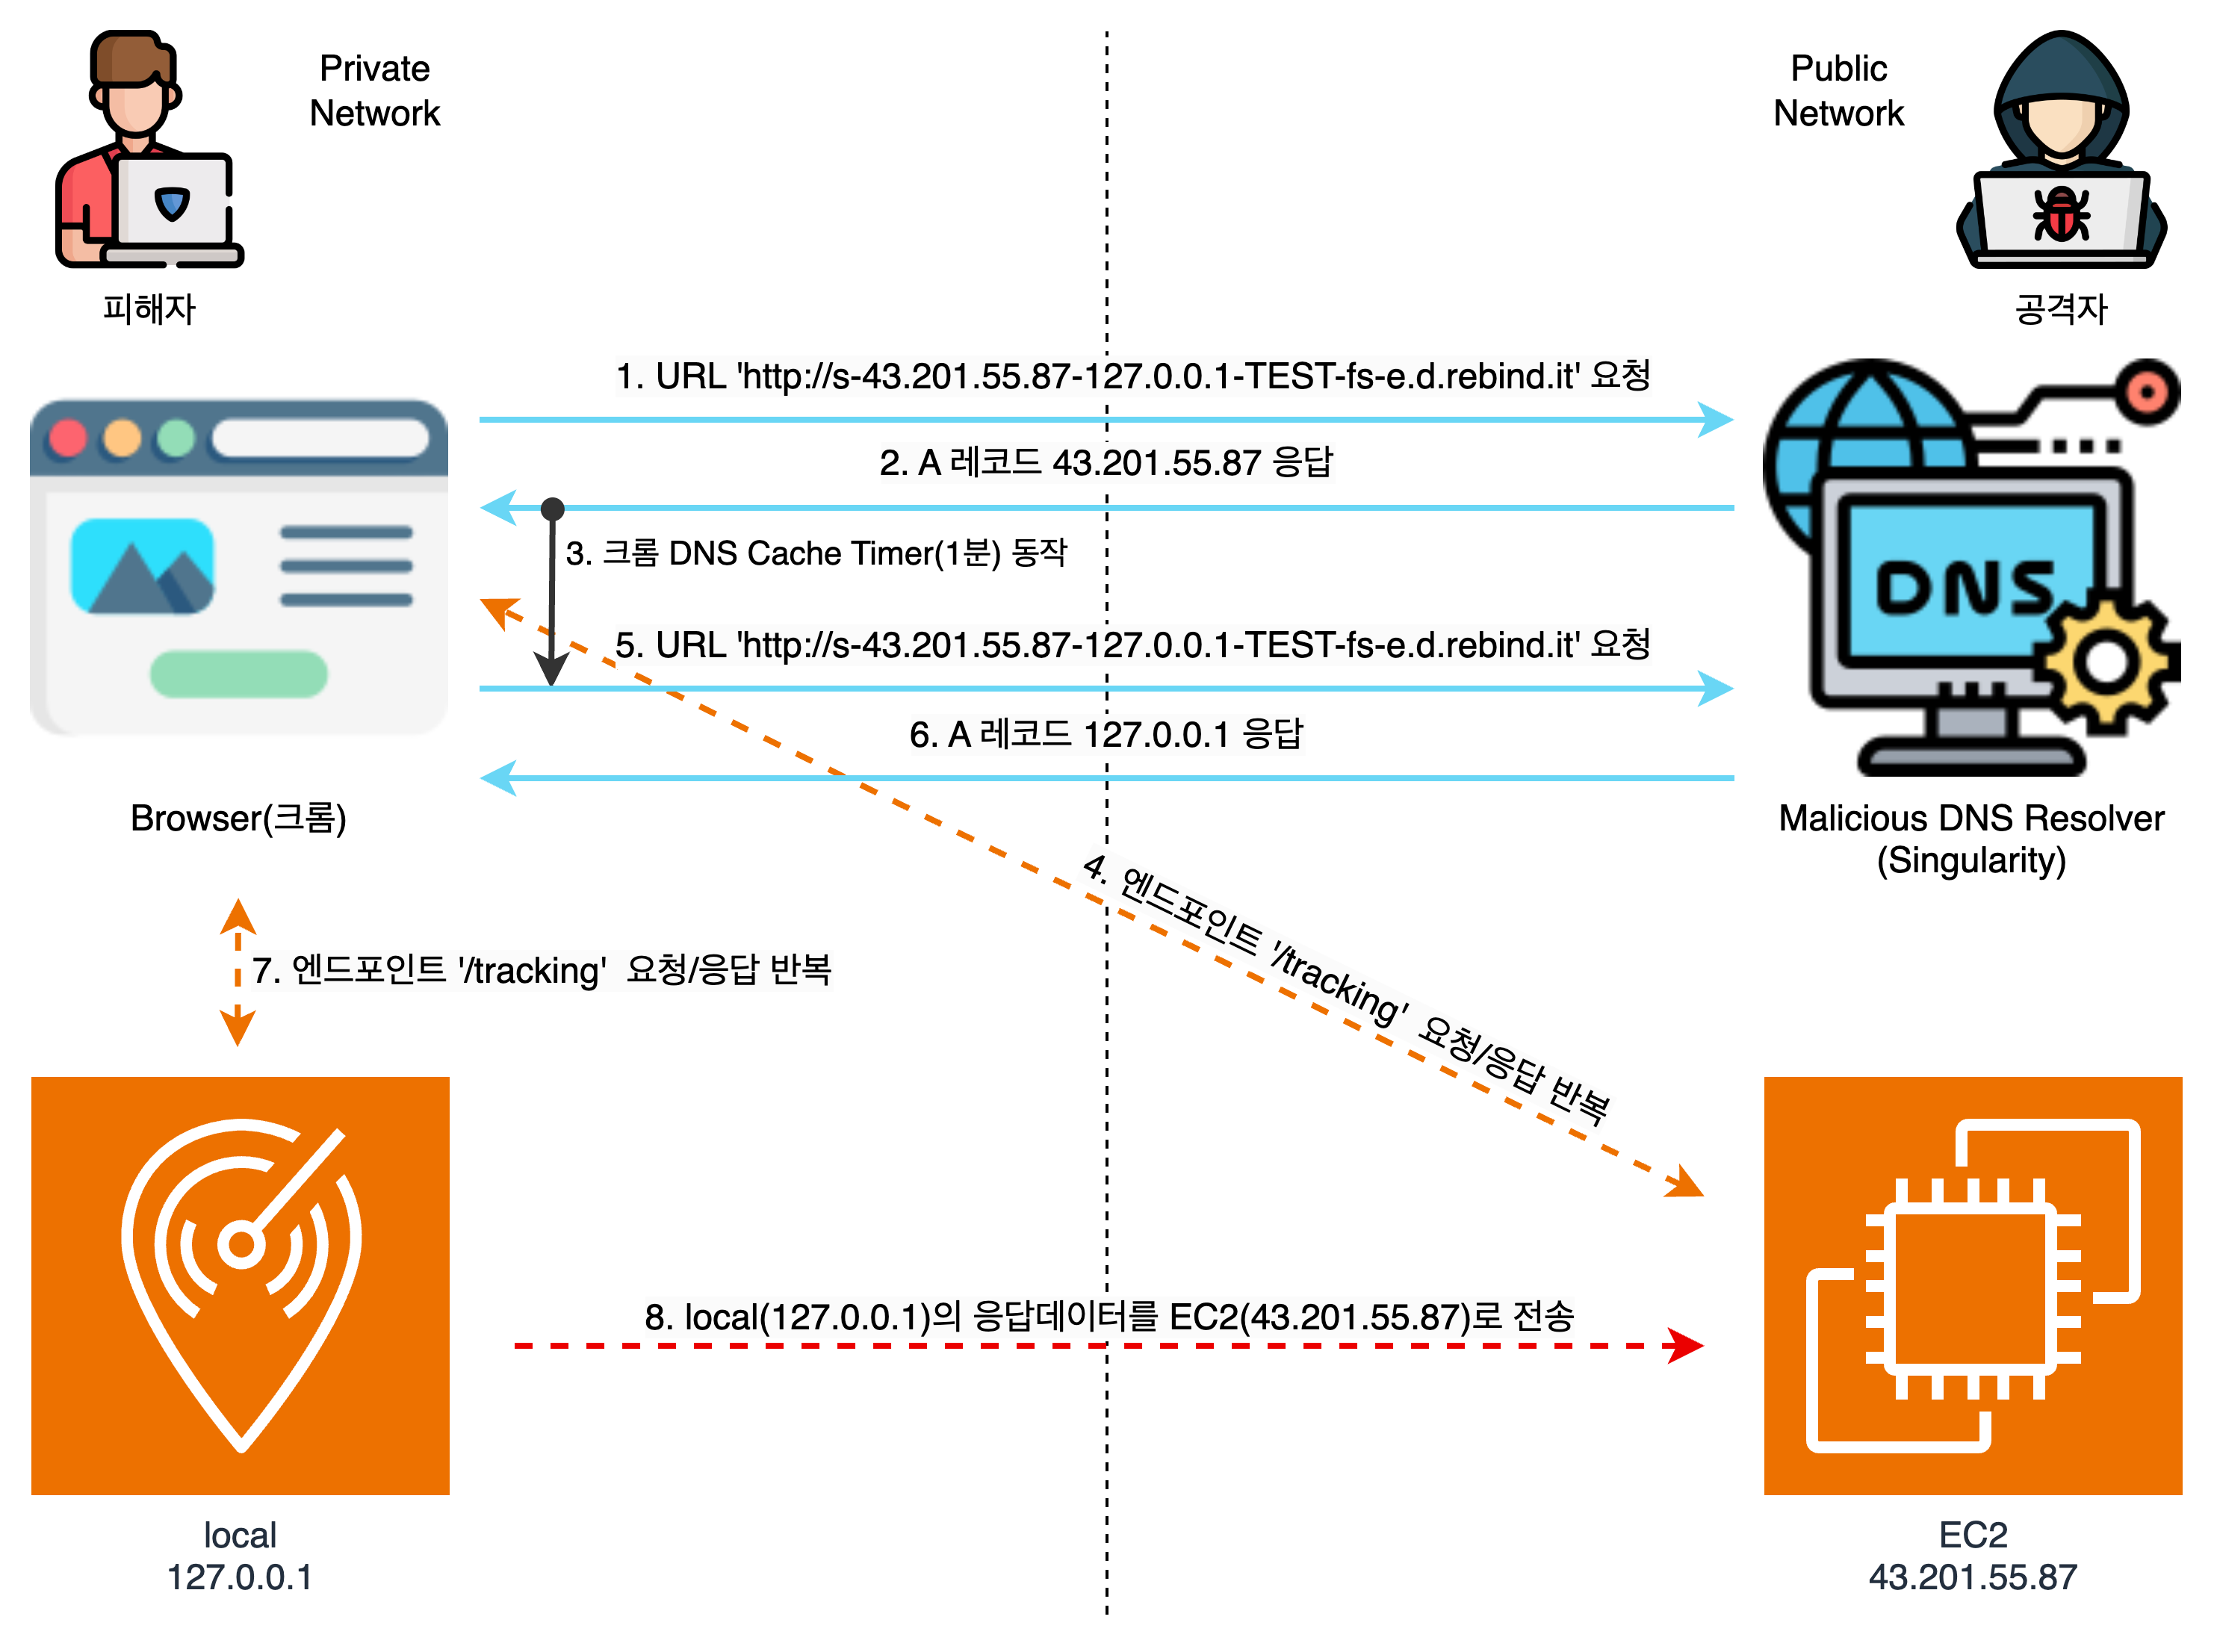 Private
Network
Public
Network
피해자
공격자
1. URL 'http://s-43.201.55.87-127.0.0.1-TEST-fs-e.d.rebind.it' 요청
2. A 레코드 43.201.55.87 응답
3. 크롬 DNS Cache Timer(1분) 동작
DNS
5. URL 'http://s-43.201.55.87-127.0.0.1-TEST-fs-e.d.rebind.it' 요청
6. A 레코드 127.0.0.1 응답
Browser(크롬)
Malicious DNS Resolver
(Singularity)
4. 엔드포인트 '/tracking' 요청/응답 반복
7. 엔드포인트 '/tracking' 요청/응답 반복
8. local(127.0.0.1)의 응답데이터를 EC2(43.201.55.87)로 전송
local
127.0.0.1
EC2
43.201.55.87